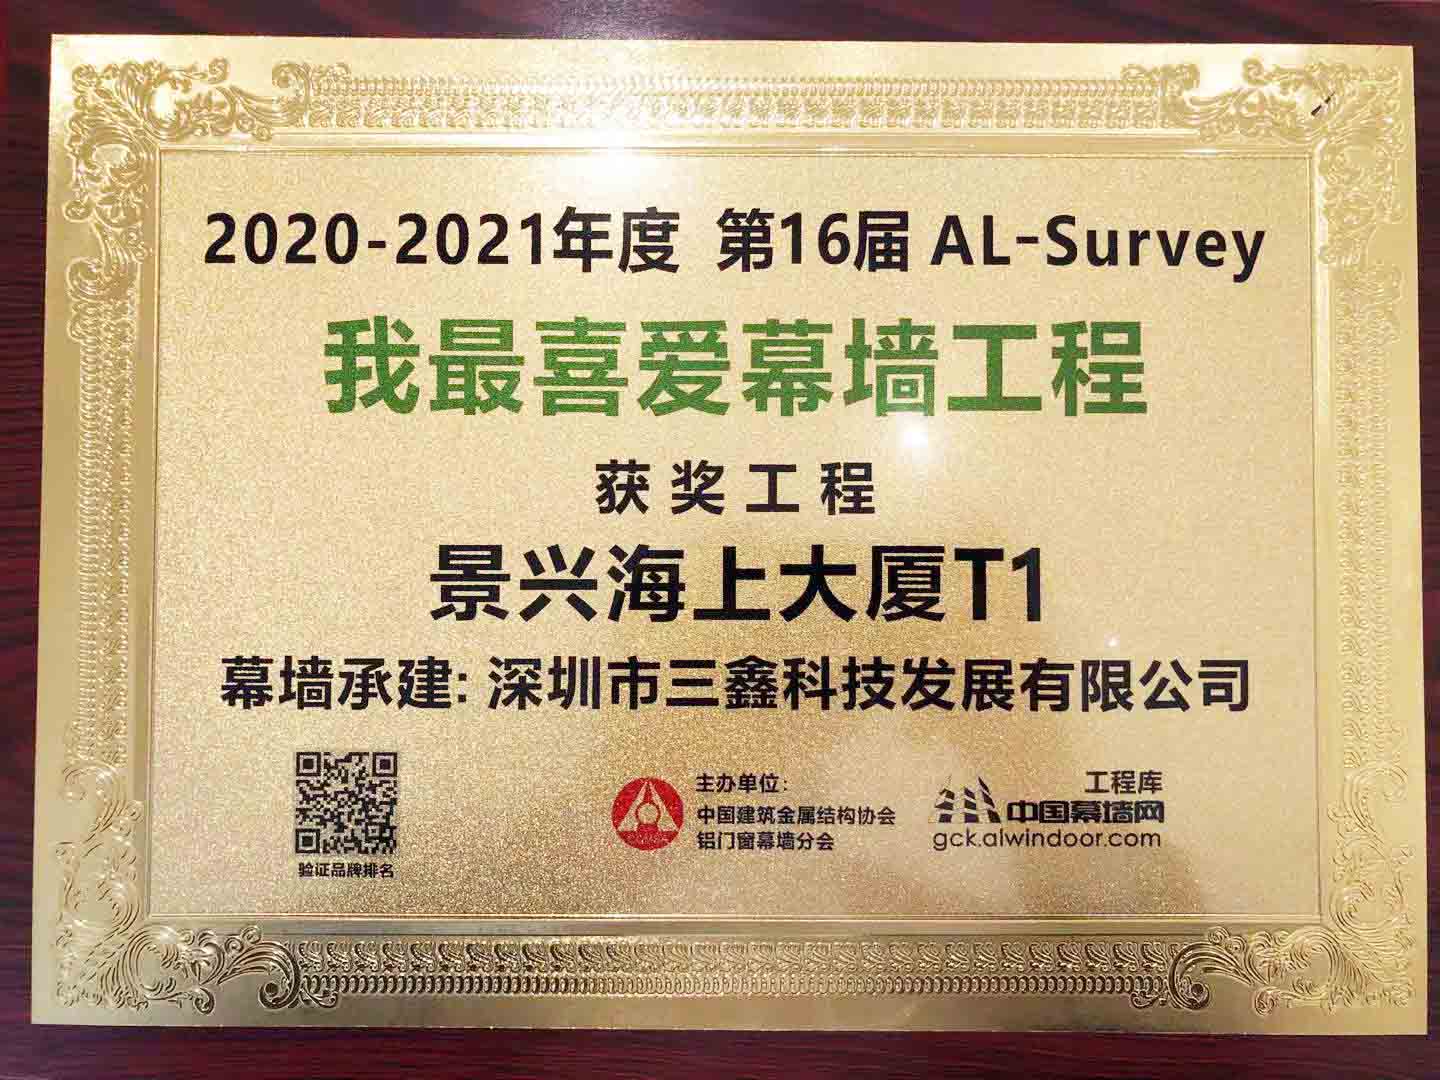 2020-2021年度 第16届 AL-Survey
我最喜爱幕墙工程
获奖工程
景兴海上大厦T1
幕墙承建: 深圳市三鑫科技发展有限公司
验证品牌排名
主办单位:
中国建筑金属结构协会
铝门窗幕墙分会
工程库
中国幕墙网
gck.alwindoor.com